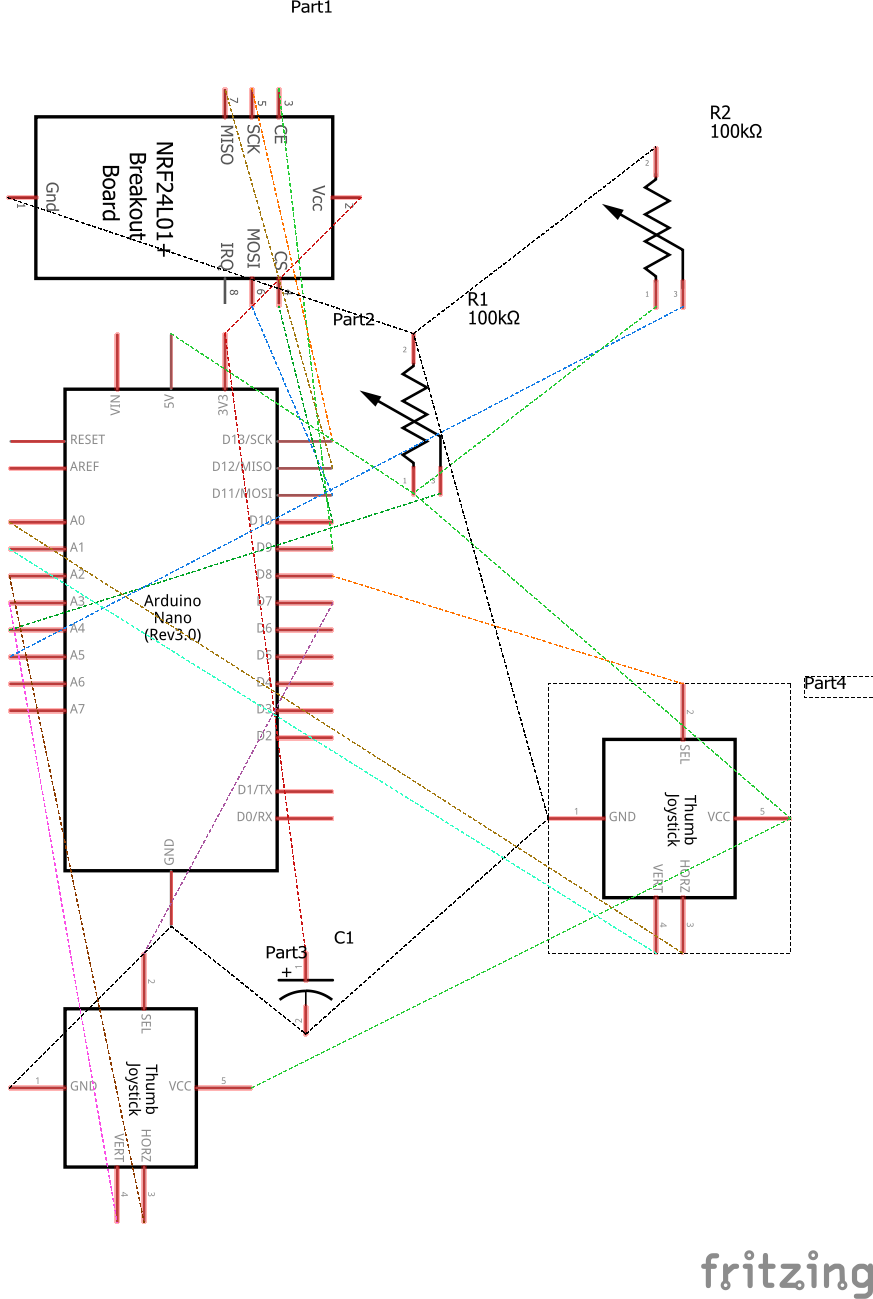 Part1
7
5
3
MISO
SCK
CE
R2
100kΩ
NRF24L01+
Breakout
Board
Gnd
1
Vcc
2
IRQ
MOSI
CS
8
6
4
2
1
3
R1
100kΩ
Part2
2
1
3
VIN
5V
3V3
RESET
AREF
A0
A1
A2
A3
A4
A5
A6
A7
D13/SCK
D12/MISO
D11/MOSI
D10
D9
D8
D7
D6
D5
D4
D3
D2
D1/TX
D0/RX
Arduino
Nano
(Rev3.0)
GND
Part4
2
SEL
1
GND
Thumb
Joystick
VCC
5
VERT
HORZ
4
3
C1
Part3
+
1
2
2
SEL
1
GND
Thumb
Joystick
VCC
5
VERT
HORZ
4
3
fritzing